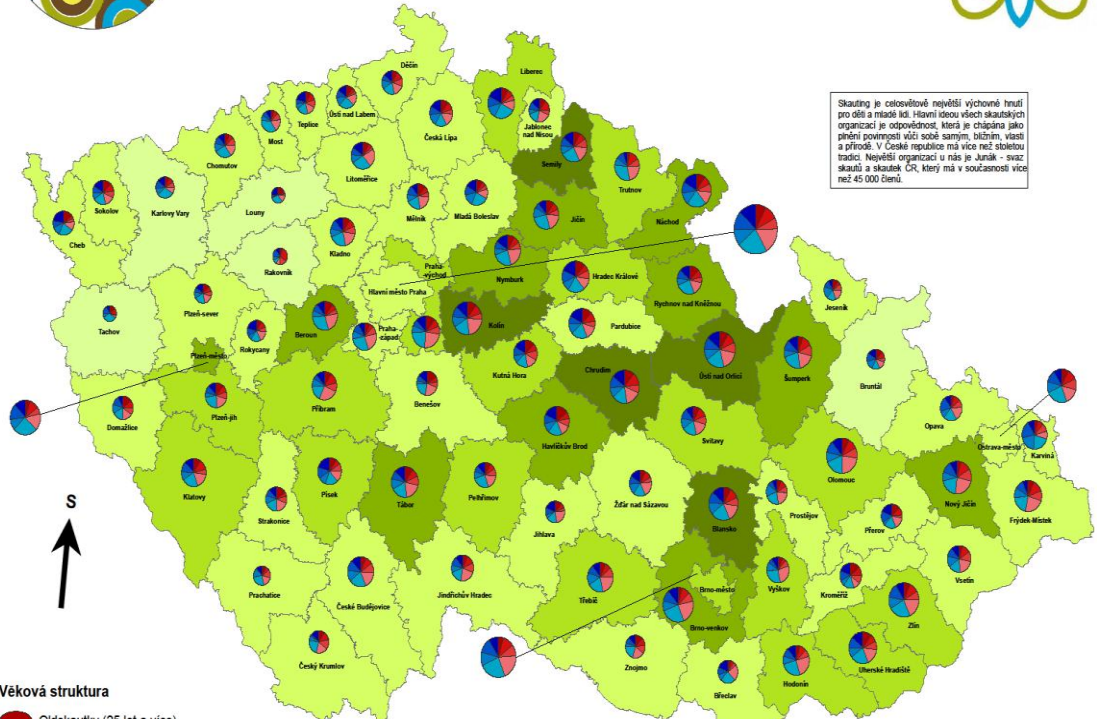 Skauting je celosvětově největší výchovné hnutí
pro děti a mladé lidi. Hlavní ideou všech skautských
organizací je odpovědnost, která je chápána jako
plnění povinností vůči sobě samým, bližním, vlasti
a přírodě. V České republice má více než stoletou
tradici. Největší organizací u nás je Junák - svaz
skautů a skautek ČR, který má v současnosti více
než 45 000 členů.
Děčín
Liberec
Ústí nad Labem
Teplice
Most
Česká Lípa
Jablonec
nad Nisou
Chomutov
Litoměřice
Semily
Trutnov
Sokolov
Karlovy Vary
Louny
Mělník
Mladá Boleslav
Jičín
Náchod
Cheb
Kladno
Rakovník
Praha
-východ
Nymburk
Hradec Králové
Hlavní město Praha
Rychnov nad Kněžnou
Jeseník
Tachov
Plzeň-sever
Rokycany
Beroun
Praha
-západ
Kolín
Pardubice
Plzeň-město
Kutná Hora
Chrudim
Ústí nad Orlicí
Šumperk
Bruntál
Domažlice
Plzeň-jih
Příbram
Benešov
Havlíčkův Brod
Svitavy
Opava
Ostrava-město
Karviná
Klatovy
Písek
Tábor
Pelhřimov
Olomouc
Nový Jičín
Frýdek-Místek
S
Strakonice
Jihlava
Žďár nad Sázavou
Blansko
Prostějov
Přerov
Vsetín
Prachatice
České Budějovice
Jindřichův Hradec
Třebíč
Brno-město
Vyškov
Kroměříž
Zlín
Brno-venkov
Český Krumlov
Znojmo
Břeclav
Hodonín
Uherské Hradiště
Věková struktura
Oldskautky (25 let a více)